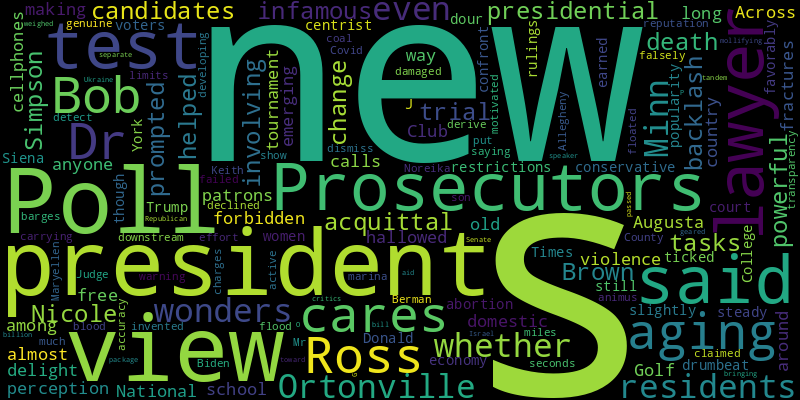 making candidates infamous even presidential dour long Across
genuine voters centrist rulings coal Covid weighed reputation mollifying
separate way confront earned
cellphones Simpson test new death lawyer
Ukraine developing limits damaged falsely favorably
Bob helped involving tournament emerging change J trial Minn popularity backlash country fractures
detect Dr prompted York Club derive put motivated floated Allegheny
Siena anyone calls show restrictions saying conservative dismiss tandem transparency
Poll Prosecutors Keith failed son Noreika speaker powerful
though Trump patrons declined acquittal old Augusta court
barges Republican forbidden passed
carrying downstream effort women hallowed Times County tasks College
president S said
Maryellen Judge warning charges active marina Senate geared violence ticked
Nicole wonders cares Brown still animus
among free accuracy blood invented flood Berman aid abortion domestic miles slightly steady around
view aging
almost much Mr O critics bill Israel toward whether claimed drumbeat
delight billion Biden Donald economy seconds Golf
perception package National school Ross G Ortonville bringing residents